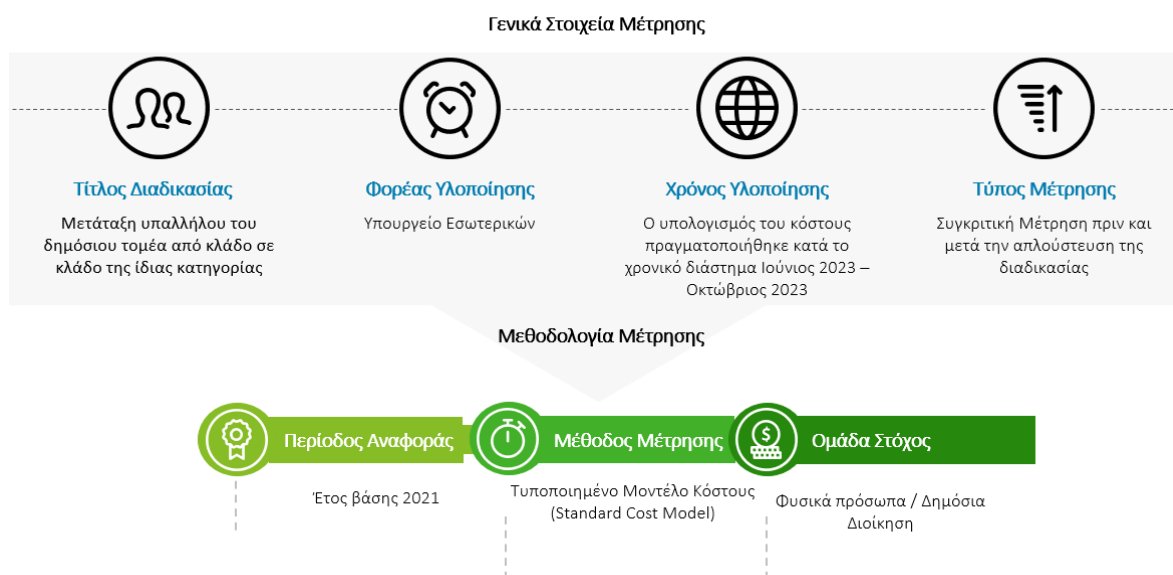 Γενικά Στοιχεία Μέτρησης
Τίτλος Διαδικασίας
Μετάταξη υπαλλήλου του
δημόσιου τομέα από κλάδο σε
κλάδο της ίδιας κατηγορίας
Φορέας Υλοποίησης
Υπουργείο Εσωτερικών
Χρόνος Υλοποίησης
Ο υπολογισμός του κόστους
πραγματοποιήθηκε κατά το
χρονικό διάστημα Ιούνιος 2023 –
Οκτώβριος 2023
Τύπος Μέτρησης
Συγκριτική Μέτρηση πριν και
μετά την απλούστευση της
διαδικασίας
Μεθοδολογία Μέτρησης
Περίοδος Αναφοράς
Έτος βάσης 2021
Μέθοδος Μέτρησης
Τυποποιημένο Μοντέλο Κόστους
(Standard Cost Model)
Ομάδα Στόχος
Φυσικά πρόσωπα / Δημόσια
Διοίκηση